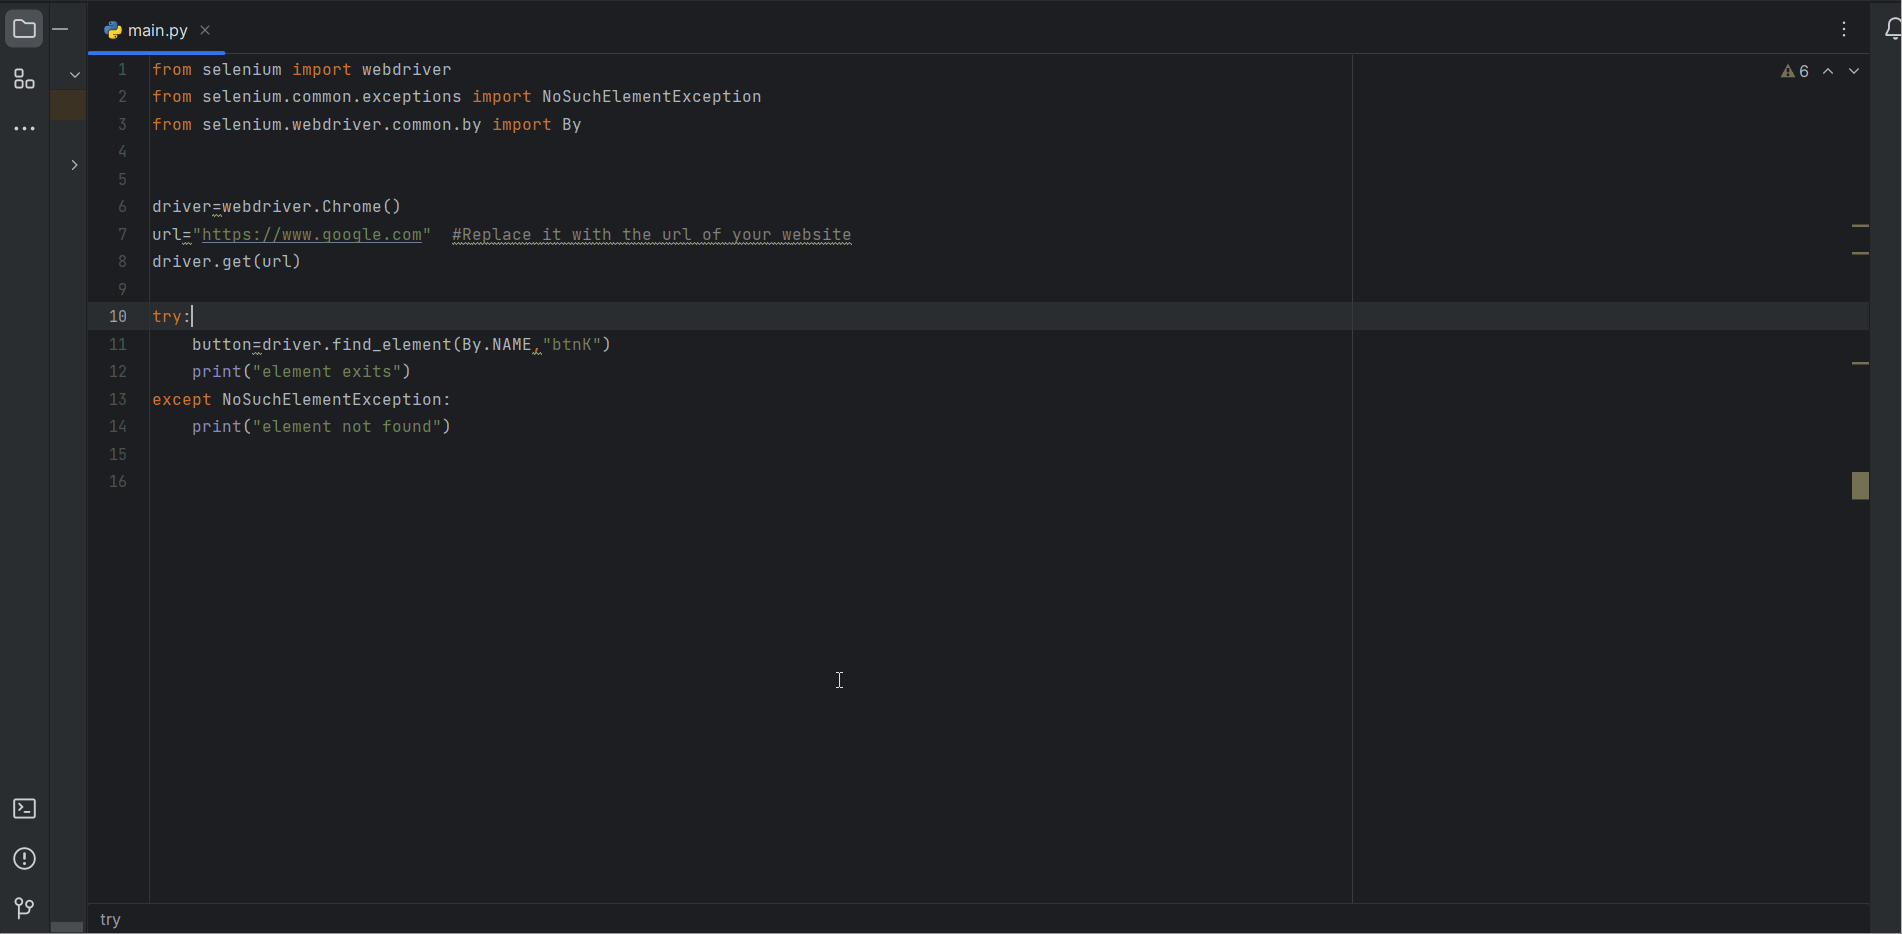 main.py
6
1 from selenium import webdriver
2 from selenium.common.exceptions import NoSuchElementException
3 from selenium.webdriver.common.by import By
4
5
6 driver=webdriver.Chrome()
7 url="https://www.google.com"  #Replace it with the url of your website
8 driver.get(url)
9
10 try:
11     button=driver.find_element(By.NAME,"btnK")
12     print("element exits")
13 except NoSuchElementException:
14     print("element not found")
15
16
try